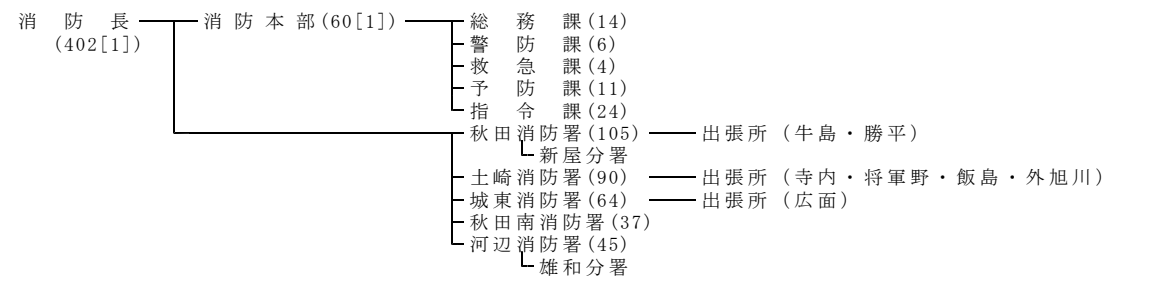 消防長 消防本部(60[1]) 総務課(14)
(402[1]) 警防課(6)
救急課(4)
予防課(11)
指令課(24)
秋田消防署(105) 出張所（牛島・勝平）
新屋分署
土崎消防署(90) 出張所（寺内・将軍野・飯島・外旭川）
城東消防署(64) 出張所（広面）
秋田南消防署(37)
河辺消防署(45)
雄和分署